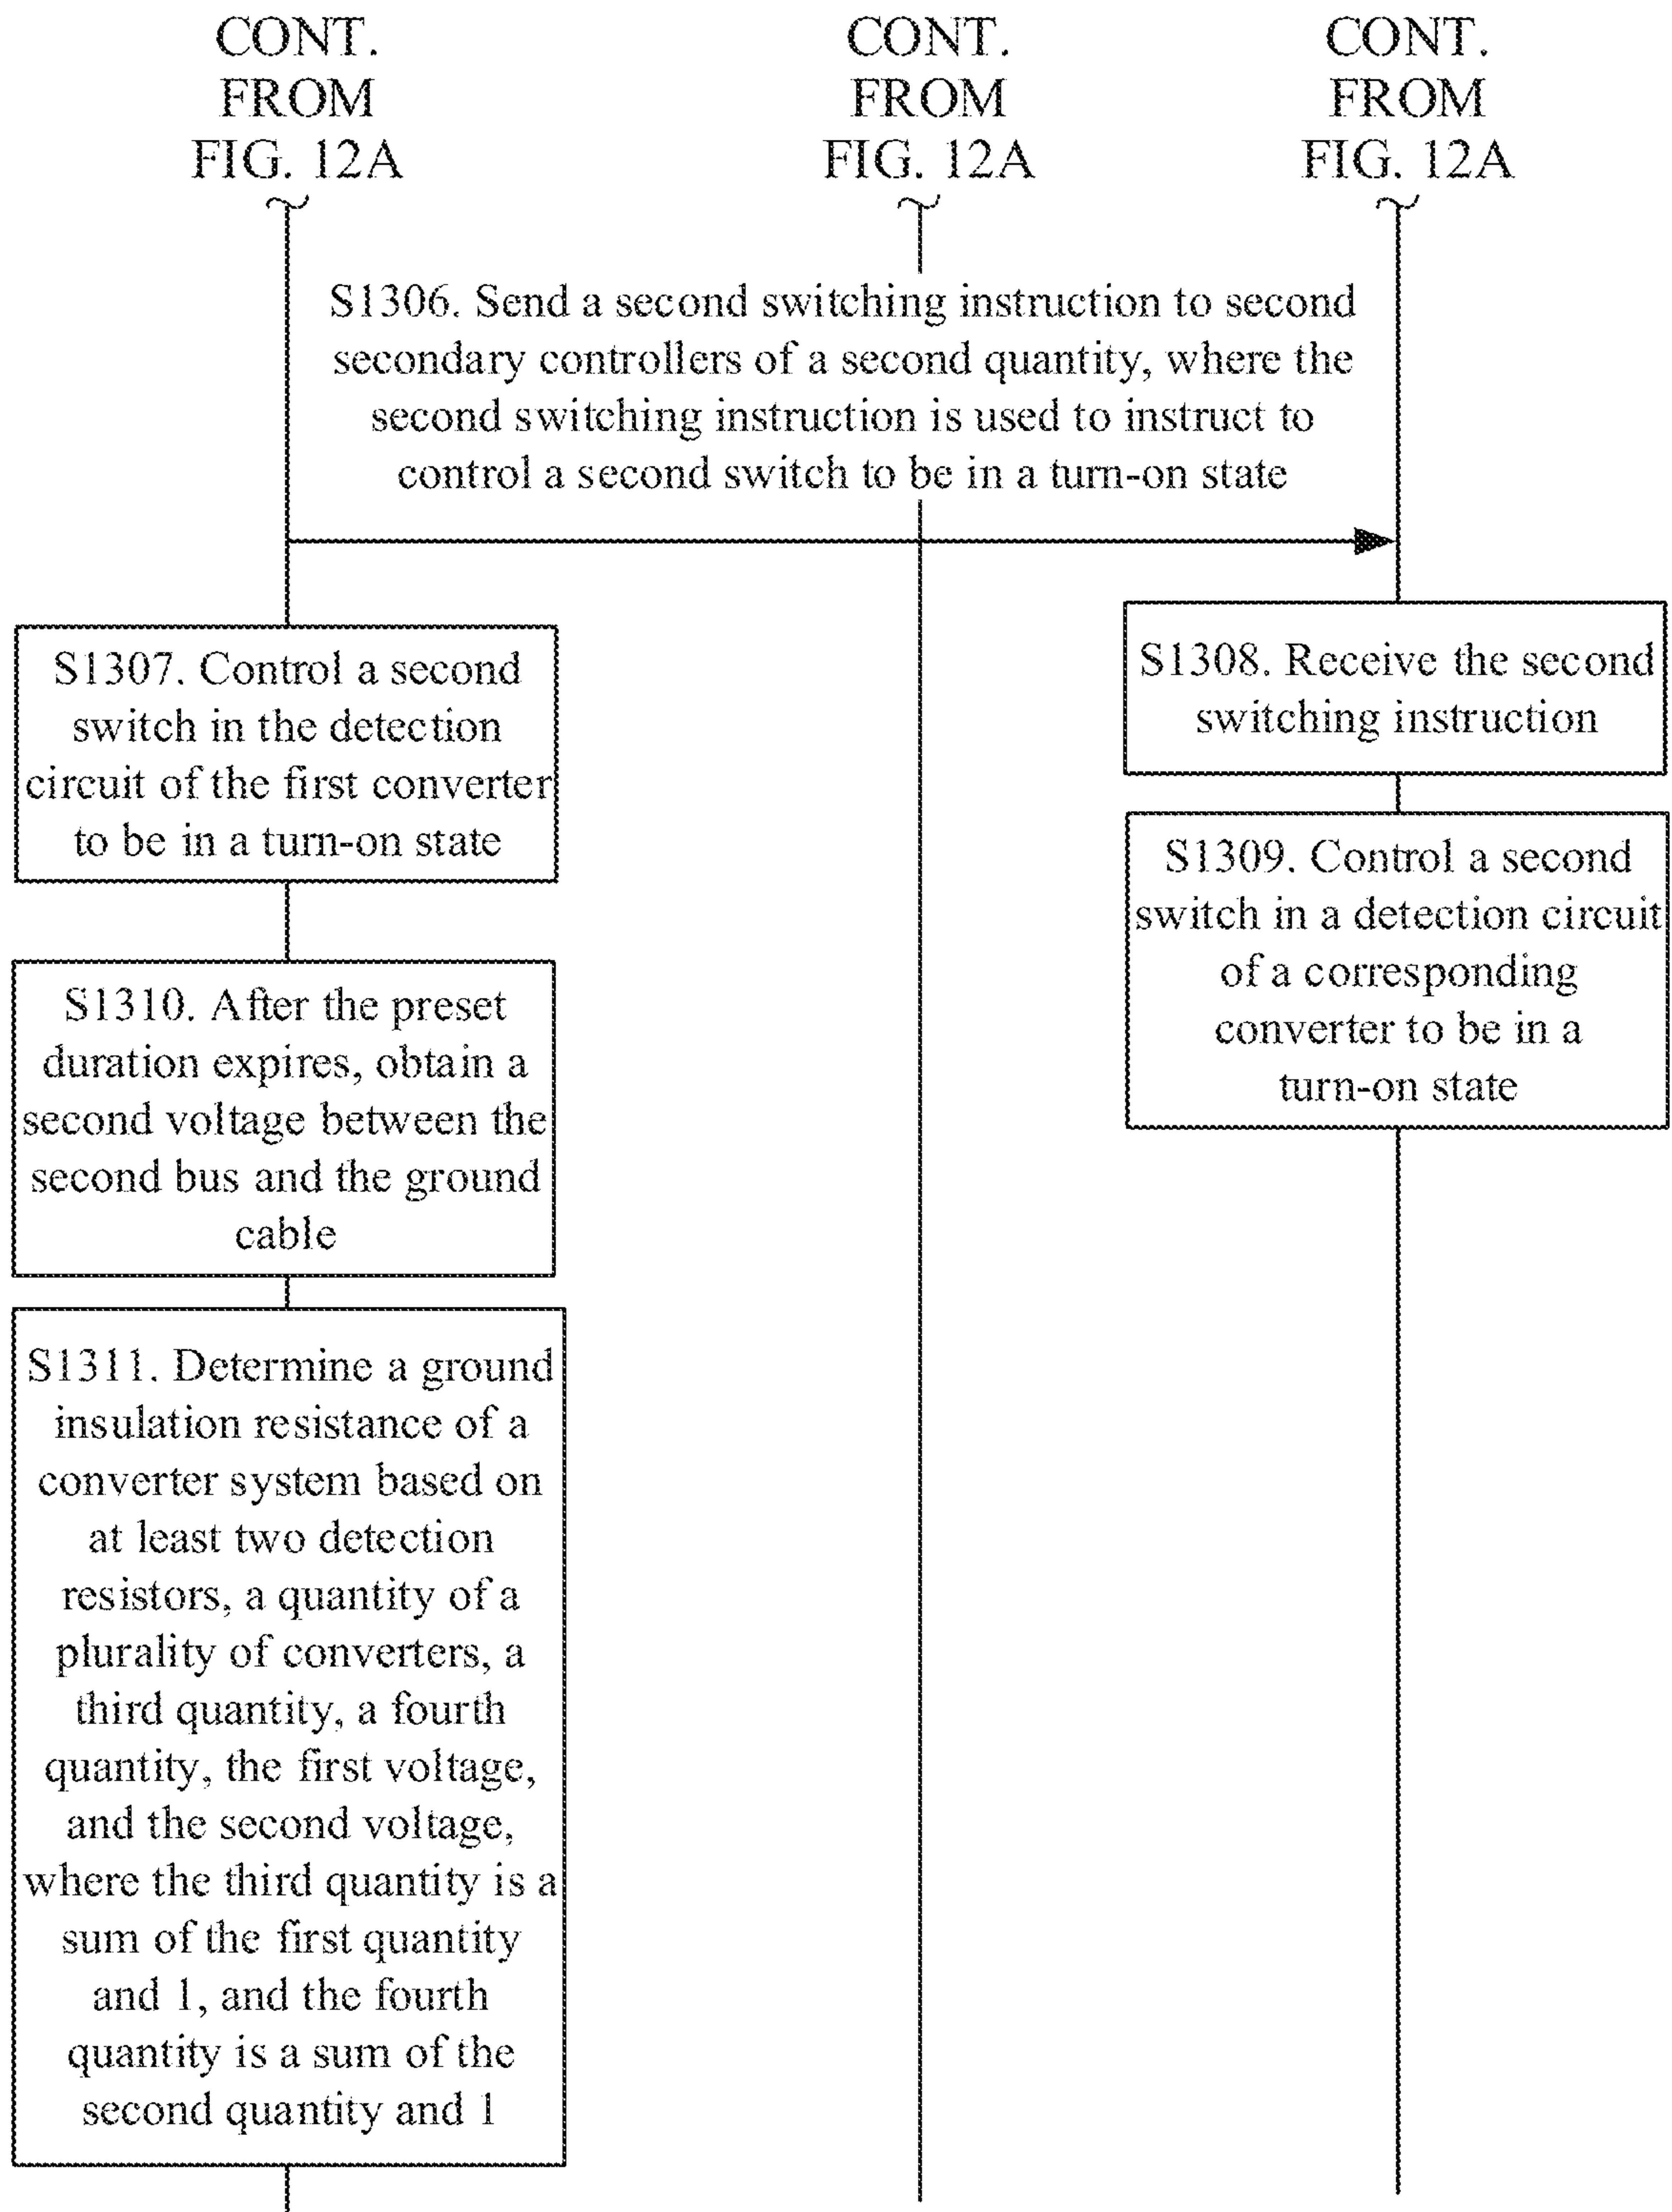 CONT.
FROM
FIG. 12A
CONT.
FROM
FIG. 12A
CONT.
FROM
FIG. 12A
S1306. Send a second switching instruction to second
secondary controllers of a second quantity, where the
second switching instruction is used to instruct to
control a second switch to be in a turn-on state
S1307. Control a second
switch in the detection
circuit of the first converter
to be in a turn-on state
S1308. Receive the second
switching instruction
S1309. Control a second
switch in a detection circuit
of a corresponding
converter to be in a
turn-on state
S1310. After the preset
duration expires, obtain a
second voltage between the
second bus and the ground
cable
S1311. Determine a ground
insulation resistance of a
converter system based on
at least two detection
resistors, a quantity of a
plurality of converters, a
third quantity, a fourth
quantity, the first voltage,
and the second voltage,
where the third quantity is a
sum of the first quantity
and 1, and the fourth
quantity is a sum of the
second quantity and 1